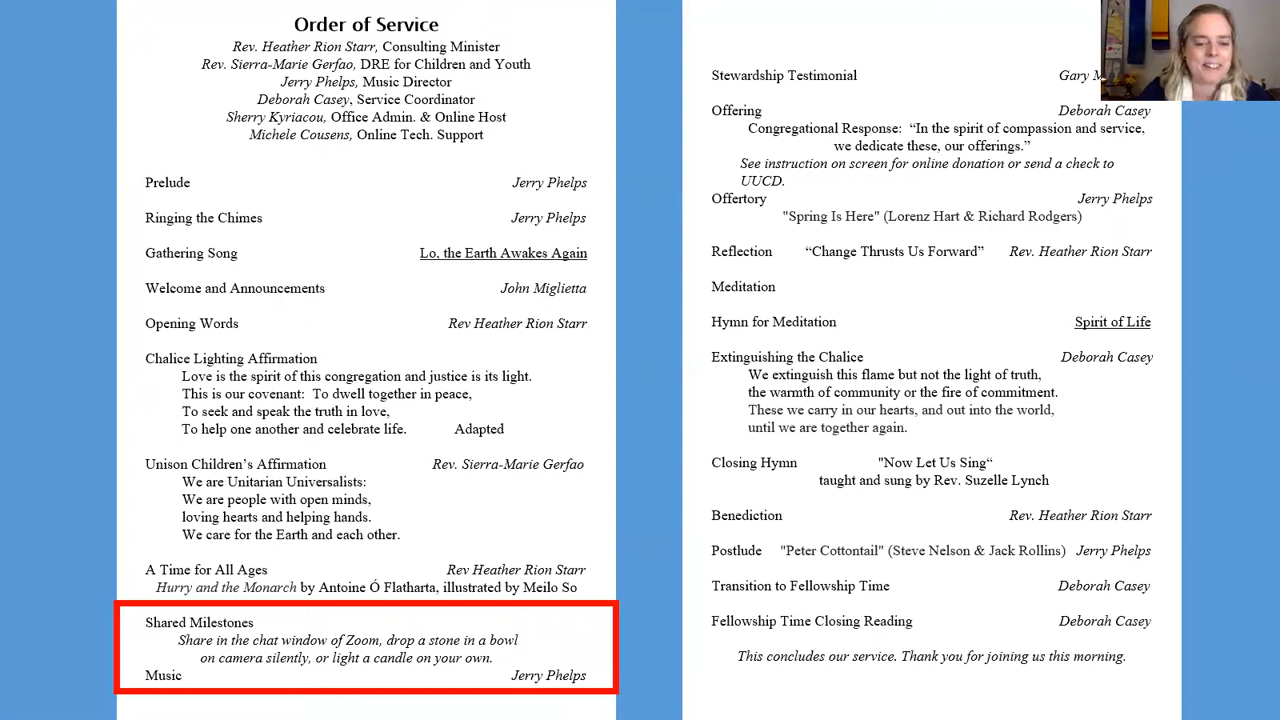 Order of Service
Rev. Heather Rion Starr, Consulting Minister
Rev. Sierra-Marie Gerfao, DRE for Children and Youth
Jerry Phelps, Music Director
Deborah Casey, Service Coordinator
Sherry Kyriacou, Office Admin. & Online Host
Michele Cousens, Online Tech. Support
Prelude Jerry Phelps
Ringing the Chimes Jerry Phelps
Gathering Song Lo, the Earth Awakes Again
Welcome and Announcements John Miglietta
Opening Words Rev Heather Rion Starr
Chalice Lighting Affirmation
Love is the spirit of this congregation and justice is its light.
This is our covenant: To dwell together in peace,
To seek and speak the truth in love,
To help one another and celebrate life. Adapted
Unison Children’s Affirmation Rev. Sierra-Marie Gerfao
We are Unitarian Universalists:
We are people with open minds,
loving hearts and helping hands.
We care for the Earth and each other.
A Time for All Ages Rev Heather Rion Starr
Hurry and the Monarch by Antoine Ó Flatharta, illustrated by Meilo So
Shared Milestones
Share in the chat window of Zoom, drop a stone in a bowl
on camera silently, or light a candle on your own.
Music Jerry Phelps
Stewardship Testimonial Gary
Offering Deborah Casey
Congregational Response: “In the spirit of compassion and service,
we dedicate these, our offerings.”
See instruction on screen for online donation or send a check to
UUCD.
Offertory Jerry Phelps
"Spring Is Here" (Lorenz Hart & Richard Rodgers)
Reflection “Change Thrusts Us Forward” Rev. Heather Rion Starr
Meditation
Hymn for Meditation Spirit of Life
Extinguishing the Chalice Deborah Casey
We extinguish this flame but not the light of truth,
the warmth of community or the fire of commitment.
These we carry in our hearts, and out into the world,
until we are together again.
Closing Hymn "Now Let Us Sing“
taught and sung by Rev. Suzelle Lynch
Benediction Rev. Heather Rion Starr
Postlude "Peter Cottontail" (Steve Nelson & Jack Rollins) Jerry Phelps
Transition to Fellowship Time Deborah Casey
Fellowship Time Closing Reading Deborah Casey
This concludes our service. Thank you for joining us this morning.